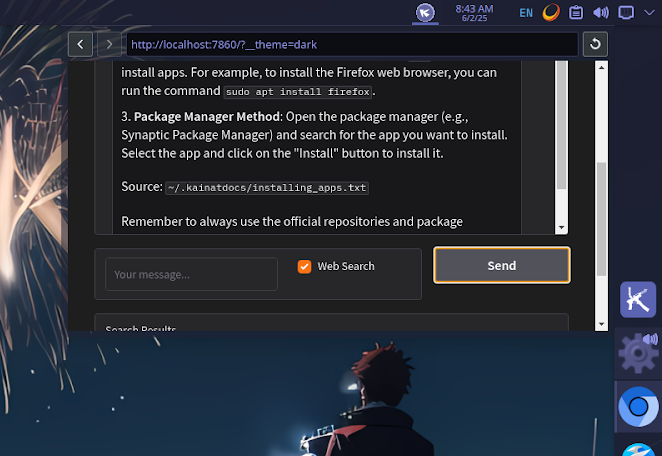 8:43 AM
6/2/25
EN
http://localhost:7860/?__theme=dark
install apps. For example, to install the Firefox web browser, you can
run the command sudo apt install firefox.
3. Package Manager Method: Open the package manager (e.g.,
Synaptic Package Manager) and search for the app you want to install.
Select the app and click on the "Install" button to install it.
Source: ~/.kainatdocs/installing_apps.txt
Remember to always use the official repositories and package
Your message...
Web Search
Send
Search Results